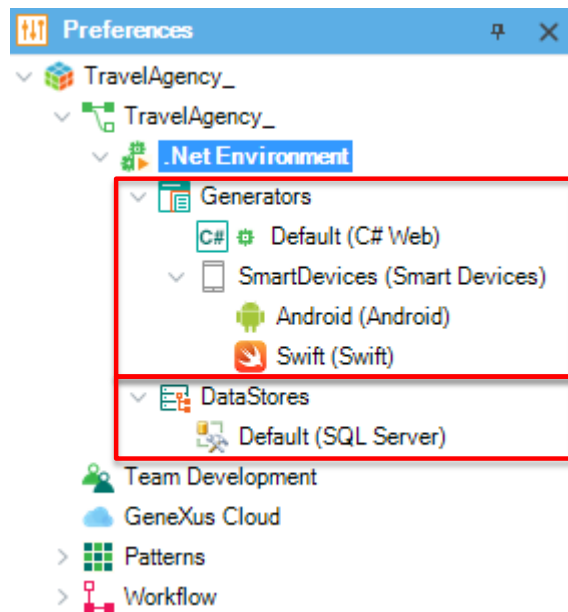 Preferences
TravelAgency_
TravelAgency_
.Net Environment
Generators
C# Default (C# Web)
SmartDevices (Smart Devices)
Android (Android)
Swift (Swift)
DataStores
Default (SQL Server)
Team Development
GeneXus Cloud
Patterns
Workflow